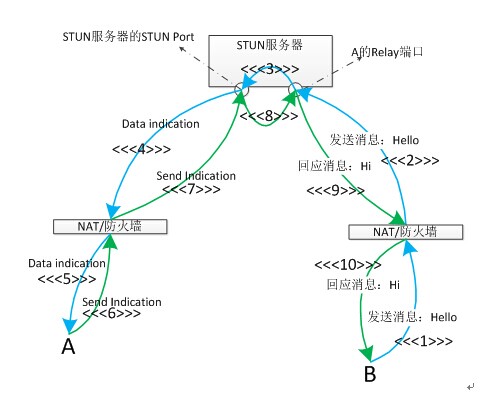 STUN服务器的STUN Port
STUN服务器
A的Relay端口
<<<3>>>
<<<8>>>
Data indication
<<<4>>>
发送消息：Hello
<<<2>>>
Send Indication
<<<7>>>
回应消息：Hi
<<<9>>>
NAT/防火墙
NAT/防火墙
Data indication
<<<5>>>
<<<10>>>
回应消息：Hi
Send Indication
<<<6>>>
发送消息：Hello
<<<1>>>
A
B